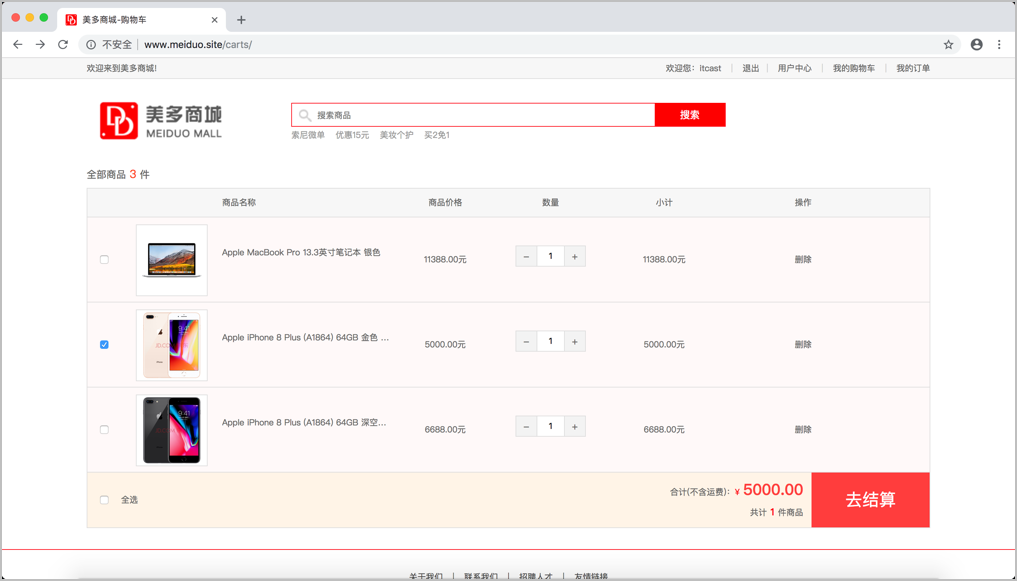 美多商城-购物车
不安全 www.meiduo.site/carts/
欢迎来到美多商城!
欢迎您：itcast | 退出 | 用户中心 | 我的购物车 | 我的订单
美多商城
MEIDUO MALL
搜索商品
搜索
索尼微单 优惠15元 美妆个护 买2免1
全部商品 3 件
商品名称 商品价格 数量 小计 操作
Apple MacBook Pro 13.3英寸笔记本 银色 11388.00元 − 1 + 11388.00元 删除
Apple iPhone 8 Plus (A1864) 64GB 金色 ... 5000.00元 − 1 + 5000.00元 删除
Apple iPhone 8 Plus (A1864) 64GB 深空... 6688.00元 − 1 + 6688.00元 删除
全选
合计(不含运费)：¥ 5000.00
共计 1 件商品
去结算
关于我们 | 联系我们 | 招聘人才 | 友情链接